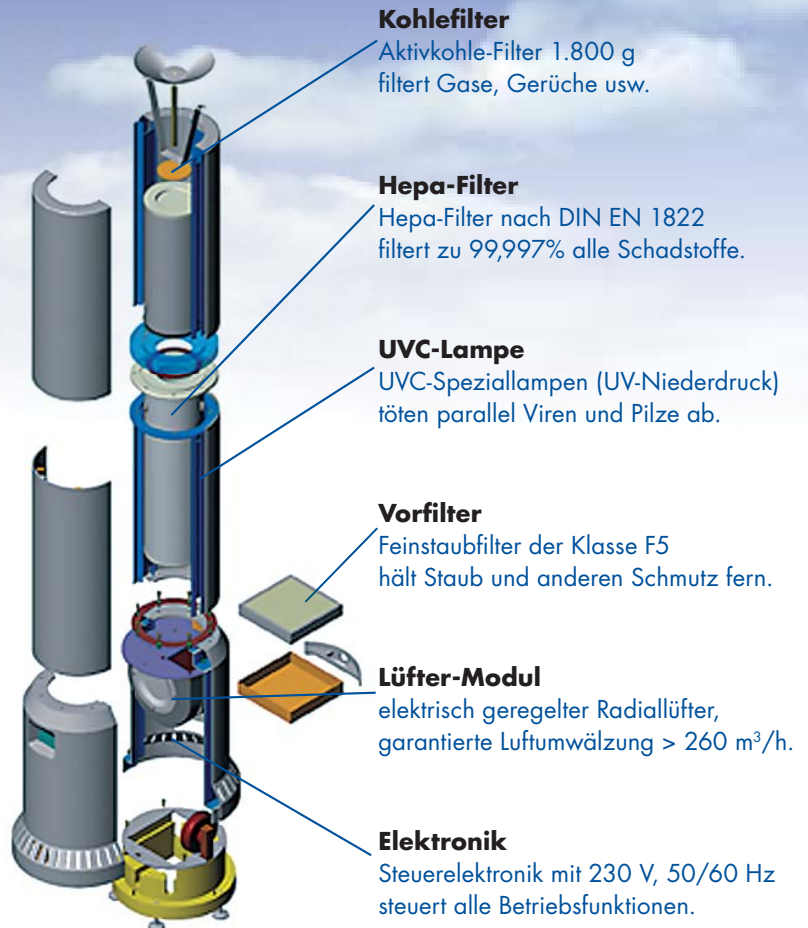 Kohlefilter
Aktivkohle-Filter 1.800 g
filtert Gase, Gerüche usw.
Hepa-Filter
Hepa-Filter nach DIN EN 1822
filtert zu 99,997% alle Schadstoffe.
UVC-Lampe
UVC-Speziallampen (UV-Niederdruck)
töten parallel Viren und Pilze ab.
Vorfilter
Feinstaubfilter der Klasse F5
hält Staub und anderen Schmutz fern.
Lüfter-Modul
elektrisch geregelter Radiallüfter,
garantierte Luftumwälzung > 260 m³/h.
Elektronik
Steuerelektronik mit 230 V, 50/60 Hz
steuert alle Betriebsfunktionen.